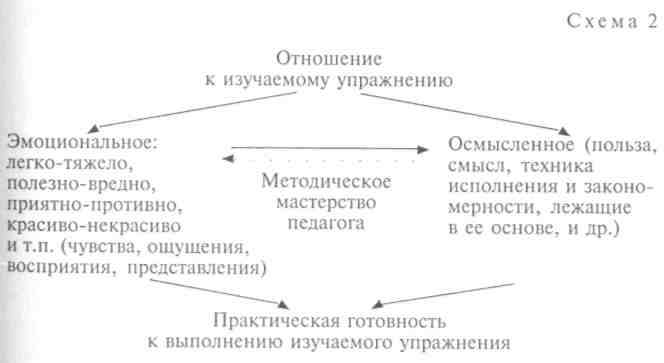 Схема 2
Отношение
к изучаемому упражнению
Эмоциональное:
легко-тяжело,
полезно-вредно,
приятно-противно,
красиво-некрасиво
и т.п. (чувства, ощущения,
восприятия, представления)
Методическое
мастерство
педагога
Осмысленное (польза,
смысл, техника
исполнения и законо-
мерности, лежащие
в ее основе, и др.)
Практическая готовность
к выполнению изучаемого упражнения